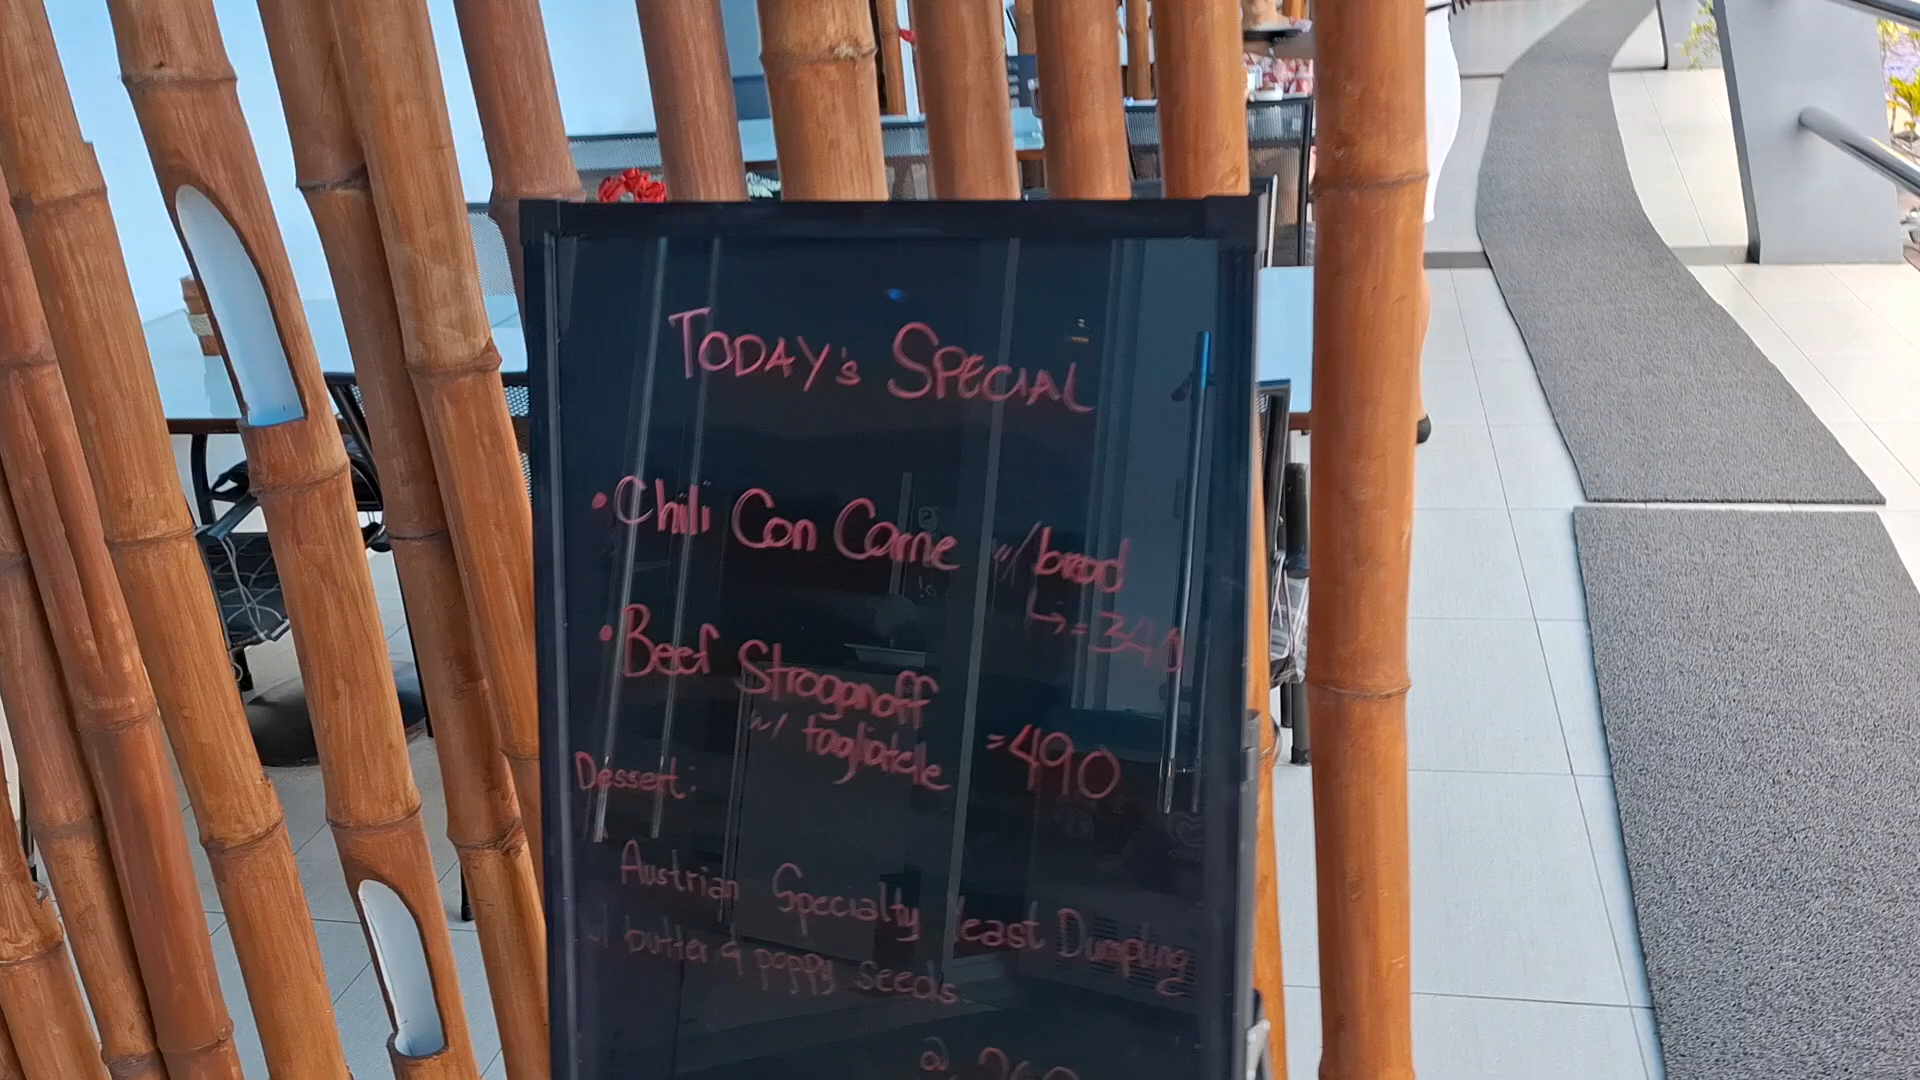 TODAY's SPECIAL
• Chili Con Carne w/ bread
↳ = 340
• Beef Stroganoff
w/ tagliatelle = 490
Dessert:
Austrian Specialty Yeast Dumpling
w/ butter & poppy seeds
@